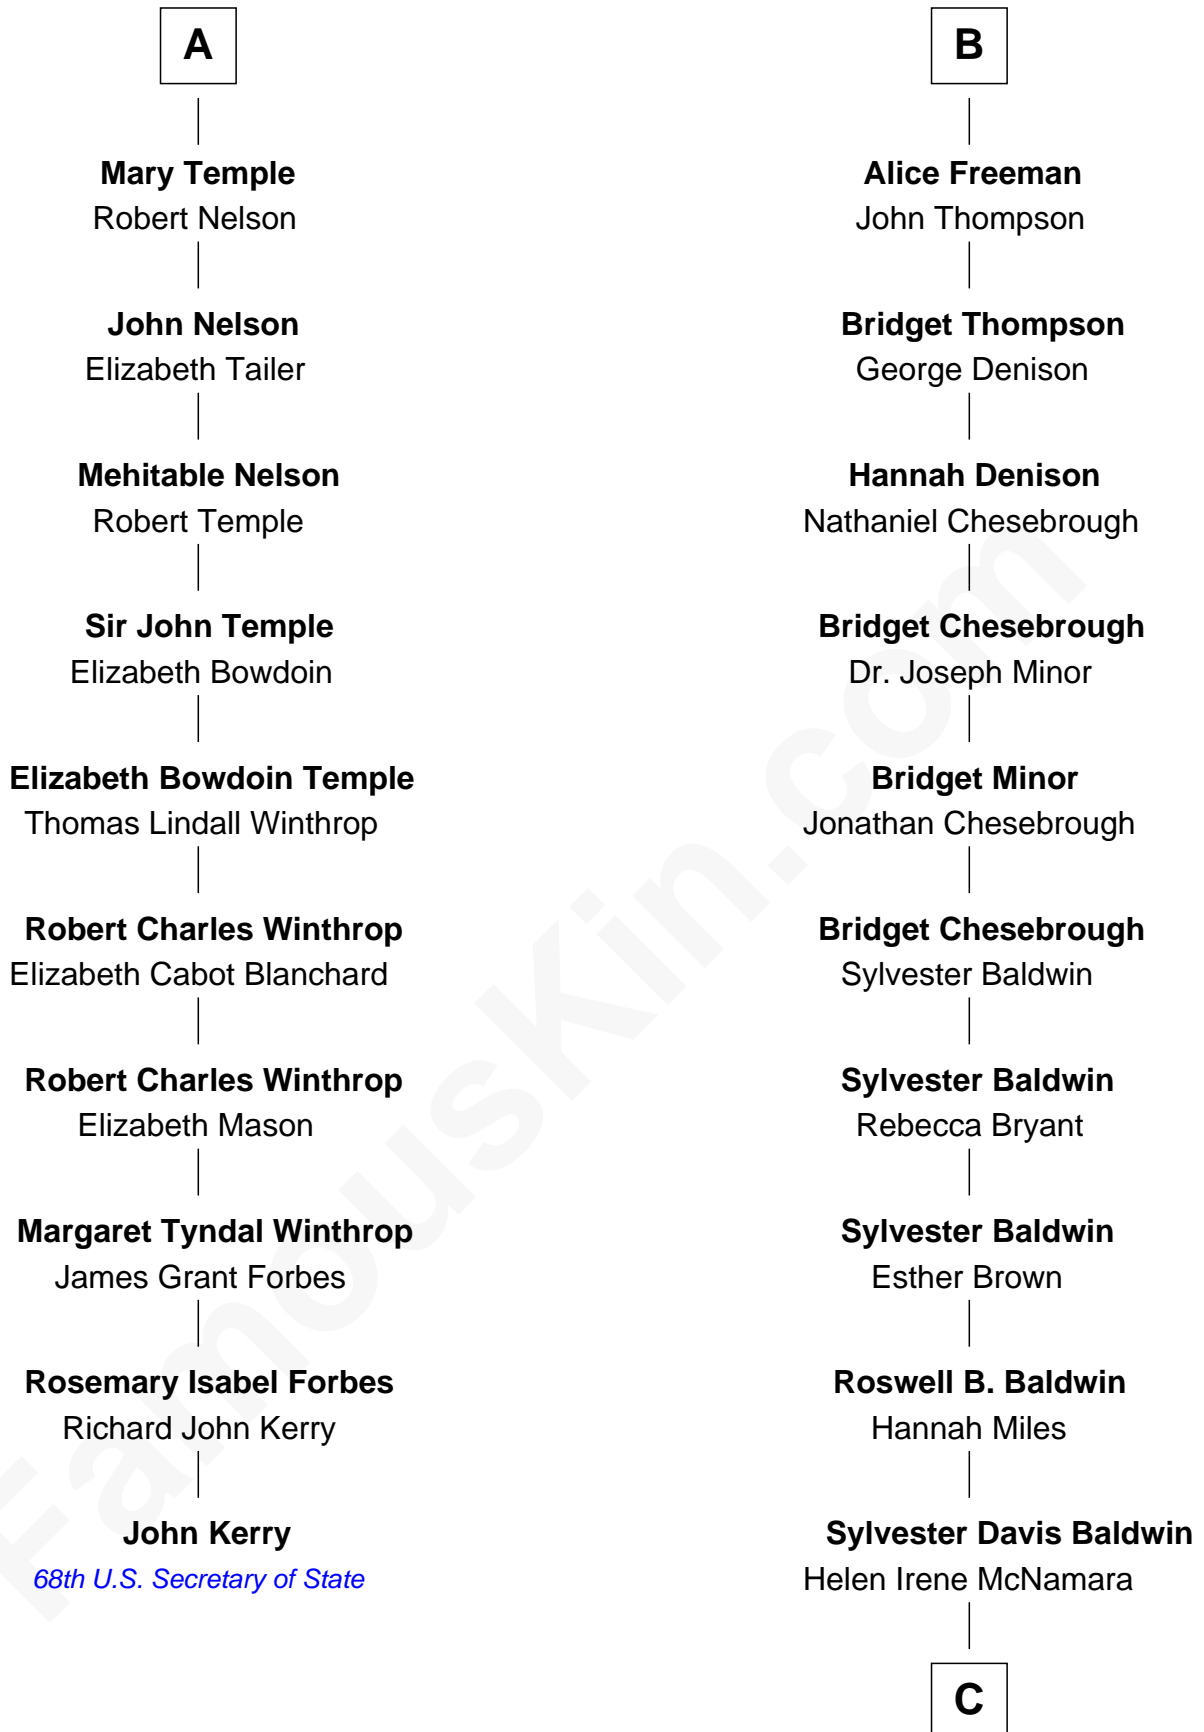 A
Mary Temple
Robert Nelson
John Nelson
Elizabeth Tailer
Mehitable Nelson
Robert Temple
Sir John Temple
Elizabeth Bowdoin
Elizabeth Bowdoin Temple
Thomas Lindall Winthrop
Robert Charles Winthrop
Elizabeth Cabot Blanchard
Robert Charles Winthrop
Elizabeth Mason
Margaret Tyndal Winthrop
James Grant Forbes
Rosemary Isabel Forbes
Richard John Kerry
John Kerry
68th U.S. Secretary of State
B
Alice Freeman
John Thompson
Bridget Thompson
George Denison
Hannah Denison
Nathaniel Chesebrough
Bridget Chesebrough
Dr. Joseph Minor
Bridget Minor
Jonathan Chesebrough
Bridget Chesebrough
Sylvester Baldwin
Sylvester Baldwin
Rebecca Bryant
Sylvester Baldwin
Esther Brown
Roswell B. Baldwin
Hannah Miles
Sylvester Davis Baldwin
Helen Irene McNamara
C
FamousKin.com